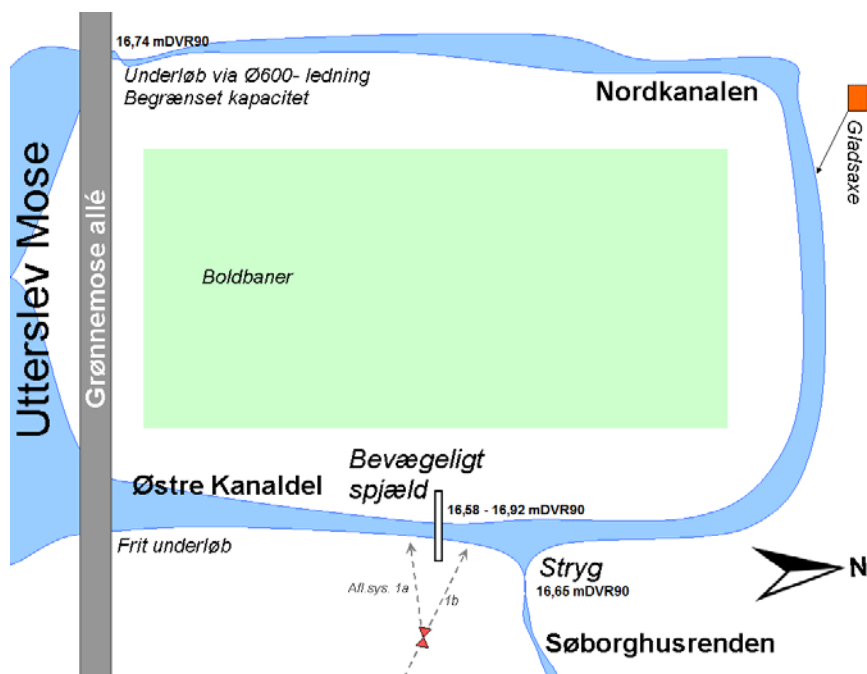 16,74 mDVR90
Underløb via Ø600- ledning
Begrænset kapacitet
Nordkanalen
Gladsaxe
Utterslev Mose
Grønnemose allé
Boldbaner
Bevægeligt
spjæld
Østre Kanaldel
16,58 - 16,92 mDVR90
Frit underløb
Afl.sys. 1a
1b
Stryg
16,65 mDVR90
N
Søborghusrenden